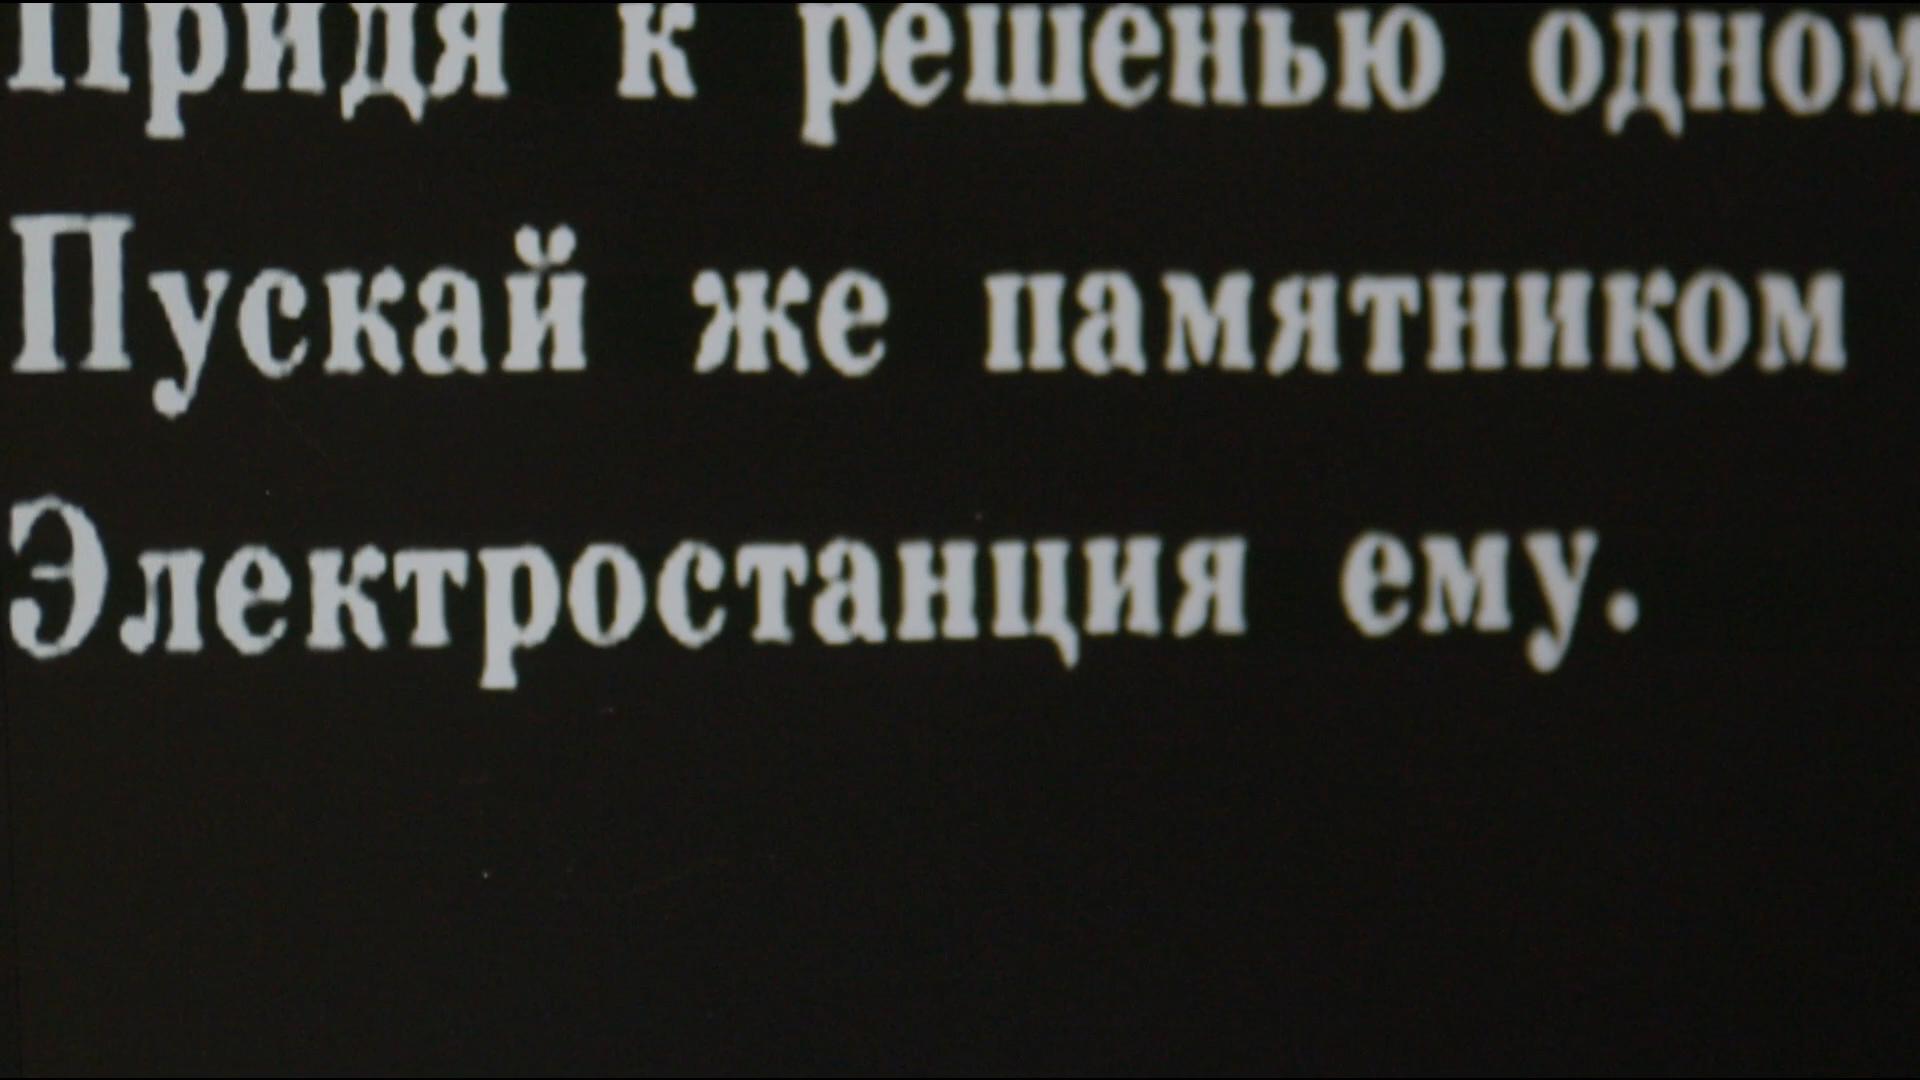 Придя к решенью одном
Пускай же памятником
Электростанция ему.